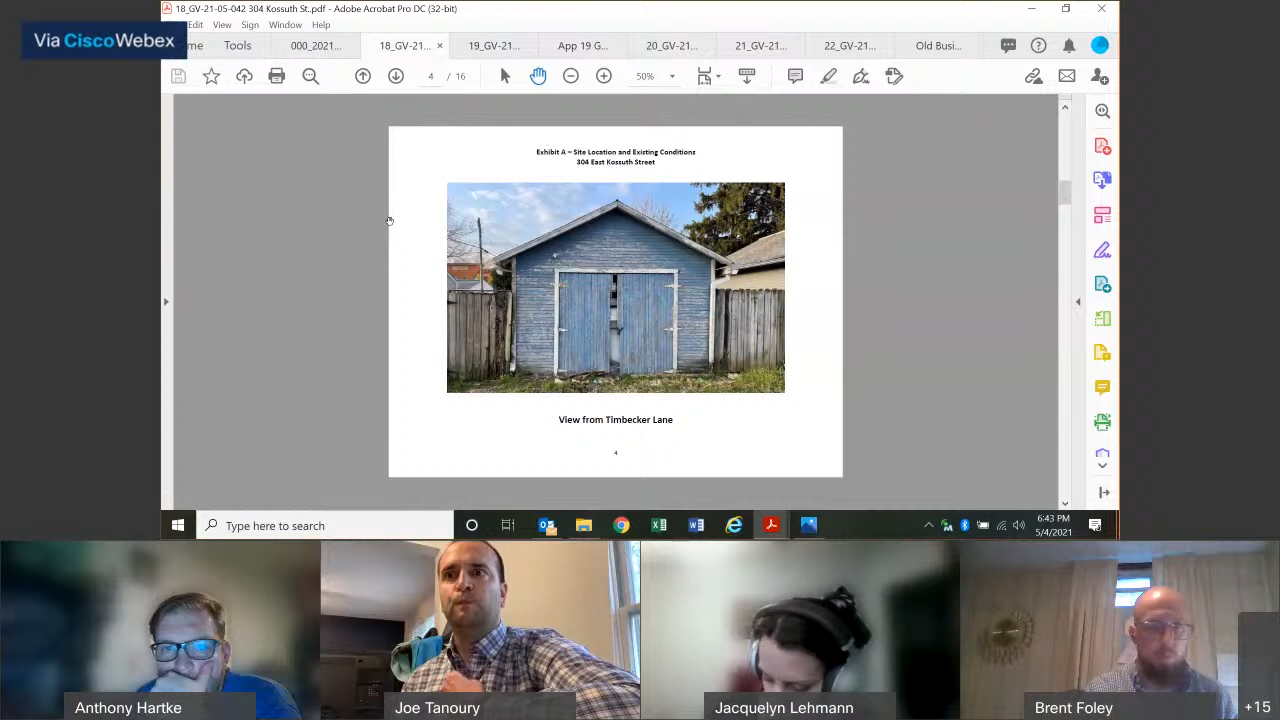 18_GV-21-05-042 304 Kossuth St..pdf - Adobe Acrobat Pro DC (32-bit)
Via Cisco Webex
Edit View Sign Window Help
me Tools 000_2021... 18_GV-21-... × 19_GV-21... App 19 G... 20_GV-21... 21_GV-21... 22_GV-21... Old Busi...
4 / 16 50%
Exhibit A – Site Location and Existing Conditions
304 East Kossuth Street
View from Timbecker Lane
4
Type here to search
6:43 PM
5/4/2021
Anthony Hartke Joe Tanoury Jacquelyn Lehmann Brent Foley +15